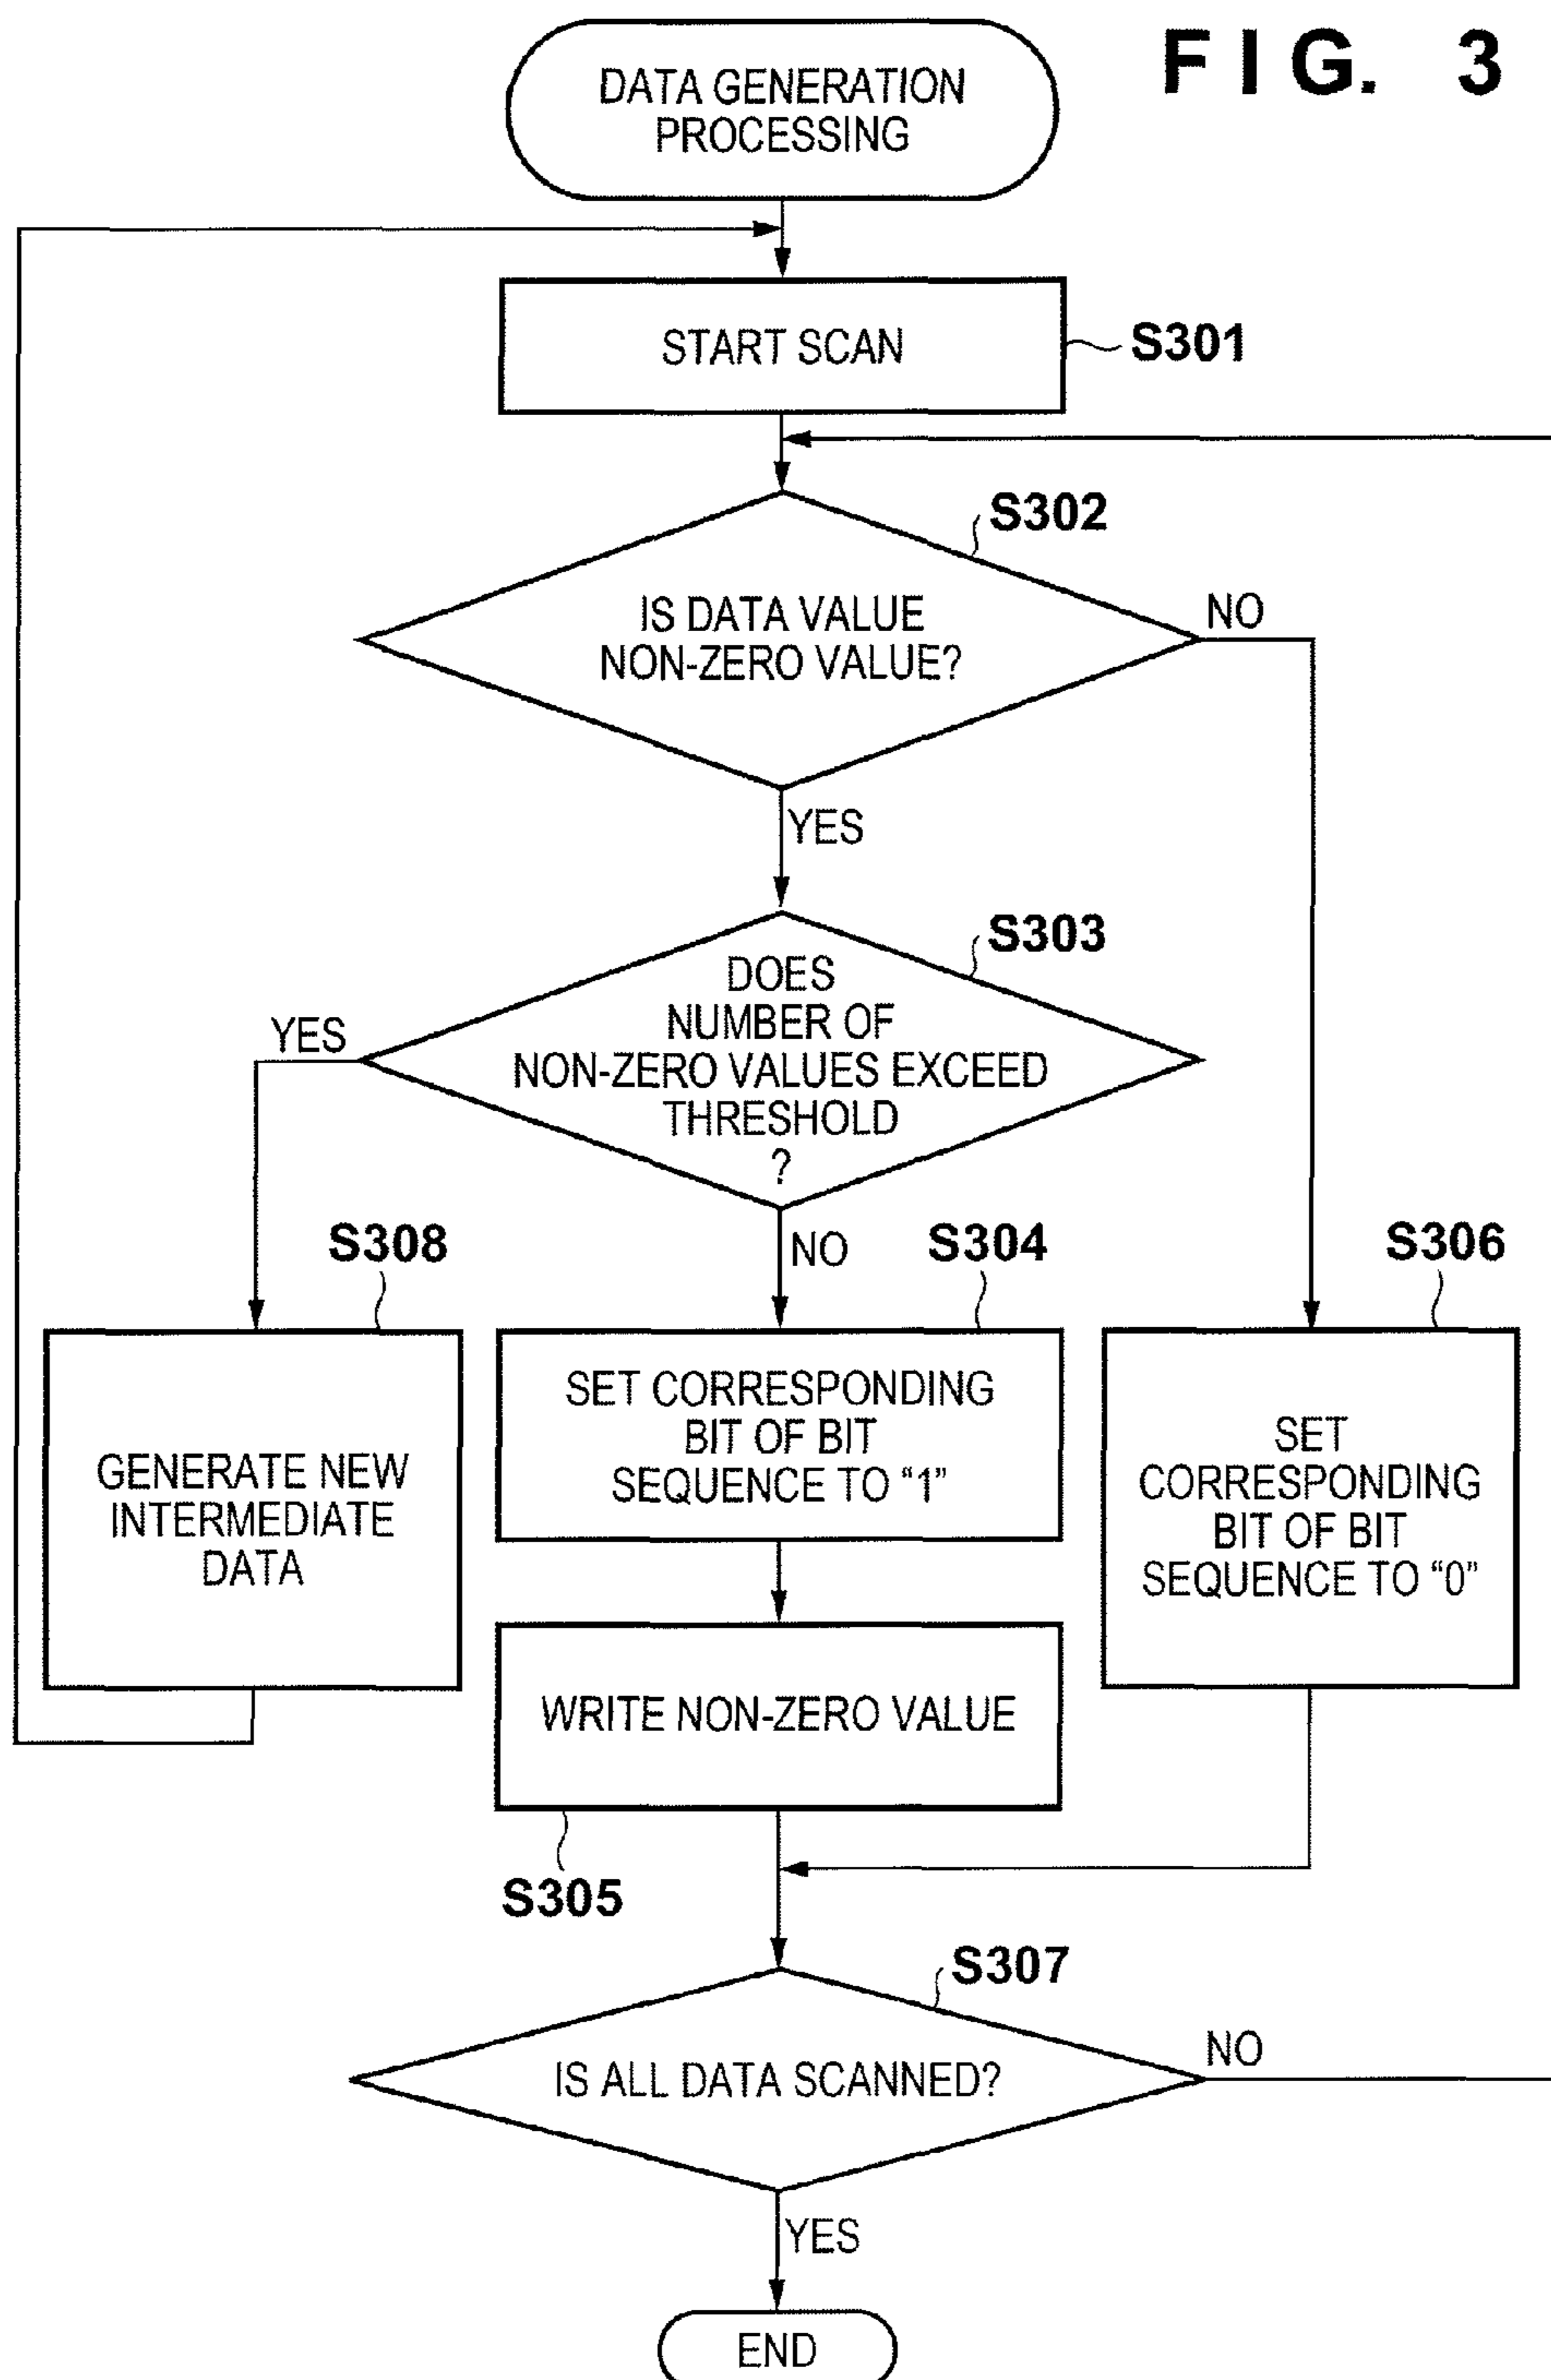 FIG. 3
DATA GENERATION
PROCESSING
START SCAN
S301
S302
IS DATA VALUE
NON-ZERO VALUE?
NO
YES
S303
DOES
NUMBER OF
NON-ZERO VALUES EXCEED
THRESHOLD
?
YES
NO
S308
GENERATE NEW
INTERMEDIATE
DATA
S304
SET CORRESPONDING
BIT OF BIT
SEQUENCE TO “1”
S306
SET
CORRESPONDING
BIT OF BIT
SEQUENCE TO “0”
WRITE NON-ZERO VALUE
S305
S307
IS ALL DATA SCANNED?
NO
YES
END